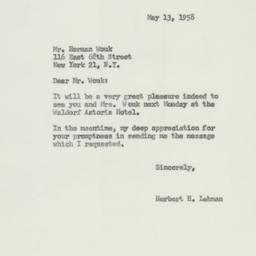 May 13, 1958
Mr. Herman Wouk
116 East 68th Street
New York 21, N.Y.
Dear Mr. Wouk:
It will be a very great pleasure indeed to
see you and Mrs. Wouk next Monday at the
Waldorf Astoria Hotel.
In the meantime, my deep appreciation for
your promptness in sending me the message
which I requested.
Sincerely,
Herbert H. Lehman